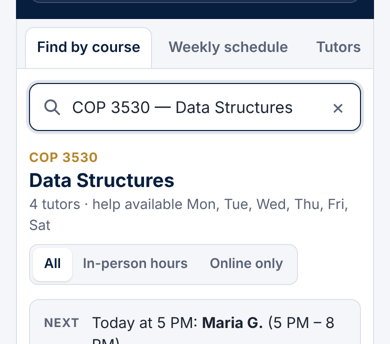 Find by course Weekly schedule Tutors
COP 3530 — Data Structures ×
COP 3530
Data Structures
4 tutors · help available Mon, Tue, Wed, Thu, Fri,
Sat
All In-person hours Online only
NEXT Today at 5 PM: Maria G. (5 PM – 8
PM)